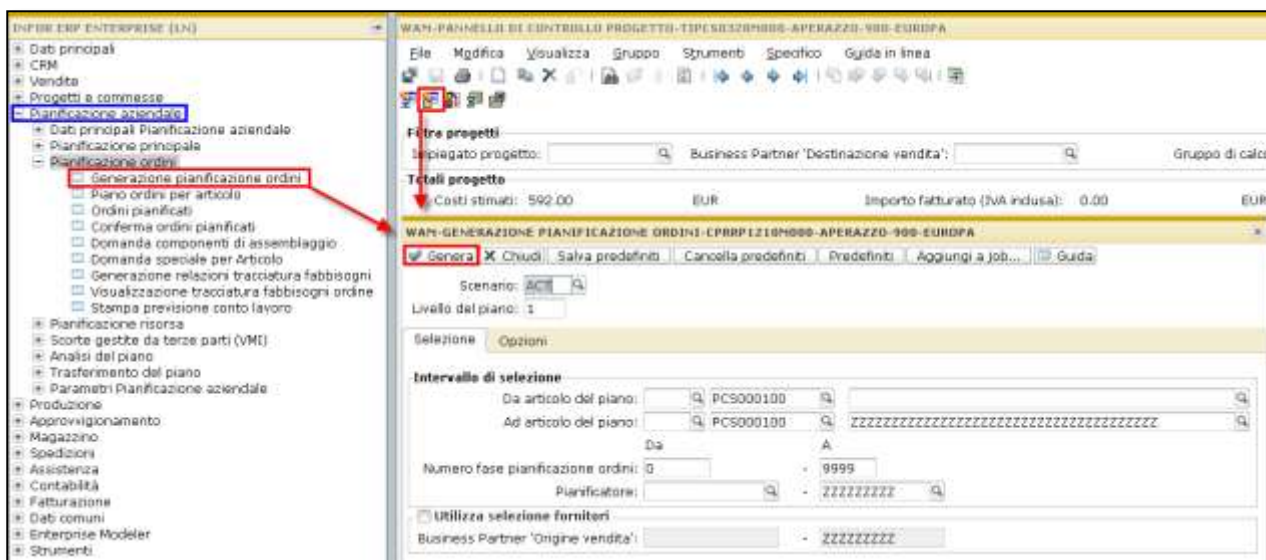 INFOR ERP ENTERPRISE (LN)
Dati principali
CRM
Vendite
Progetti e commesse
Pianificazione aziendale
Dati principali Pianificazione aziendale
Pianificazione principale
Pianificazione ordini
Generazione pianificazione ordini
Piano ordini per articolo
Ordini pianificati
Conferma ordini pianificati
Domanda componenti di assemblaggio
Domanda speciale per Articolo
Generazione relazioni tracciatura fabbisogni
Visualizzazione tracciatura fabbisogni ordine
Stampa previsione conto lavoro
Pianificazione risorsa
Scorte gestite da terze parti (VMI)
Analisi del piano
Trasferimento del piano
Parametri Pianificazione aziendale
Produzione
Approvvigionamento
Magazzino
Spedizioni
Assistenza
Contabilità
Fatturazione
Dati comuni
Enterprise Modeler
Strumenti
WAM-PANNELLO DI CONTROLLO PROGETTO-TIPCS0320M000-APERAZZO-900-EUROPA
File Modifica Visualizza Gruppo Strumenti Specifico Guida in linea
Filtra progetti
Impiegato progetto: Business Partner 'Destinazione vendita': Gruppo di calco
Totali progetto
Costi stimati: 592.00 EUR Importo fatturato (IVA inclusa): 0.00 EUR
WAM-GENERAZIONE PIANIFICAZIONE ORDINI-CPRRP1210M000-APERAZZO-900-EUROPA
Genera Chiudi Salva predefiniti Cancella predefiniti Predefiniti Aggiungi a job... Guida
Scenario: ACT
Livello del piano: 1
Selezione Opzioni
Intervallo di selezione
Da articolo del piano: PCS000100
Ad articolo del piano: PCS000100 ZZZZZZZZZZZZZZZZZZZZZZZZZZZZZZZZZZZZZZ
Da A
Numero fase pianificazione ordini: 0 - 9999
Pianificatore: - ZZZZZZZZZ
Utilizza selezione fornitori
Business Partner 'Origine vendita': - ZZZZZZZZZ